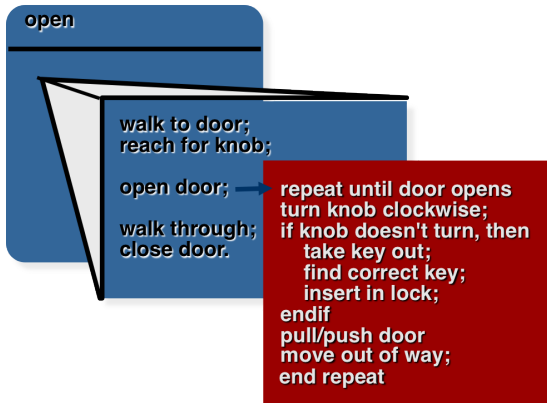 open
walk to door;
reach for knob;
open door;
walk through;
close door.
repeat until door opens
turn knob clockwise;
if knob doesn't turn, then
take key out;
find correct key;
insert in lock;
endif
pull/push door
move out of way;
end repeat